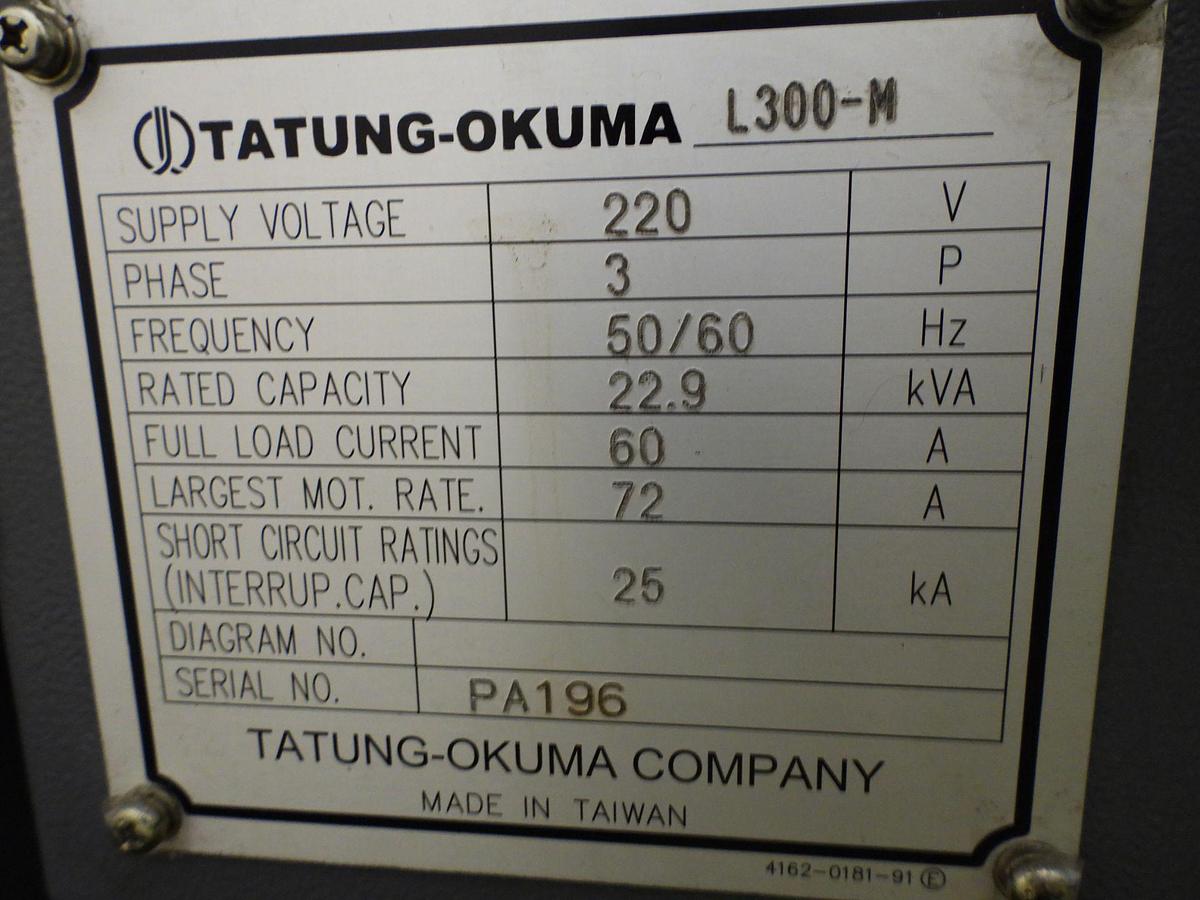 TATUNG-OKUMA L300-M
SUPPLY VOLTAGE 220 V
PHASE 3 P
FREQUENCY 50/60 Hz
RATED CAPACITY 22.9 kVA
FULL LOAD CURRENT 60 A
LARGEST MOT. RATE. 72 A
SHORT CIRCUIT RATINGS
(INTERRUP.CAP.) 25 kA
DIAGRAM NO.
SERIAL NO. PA196
TATUNG-OKUMA COMPANY
MADE IN TAIWAN
4162-0181-91 Ⓔ